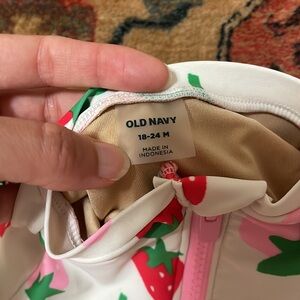 OLD NAVY
18-24 M
MADE IN
INDONESIA